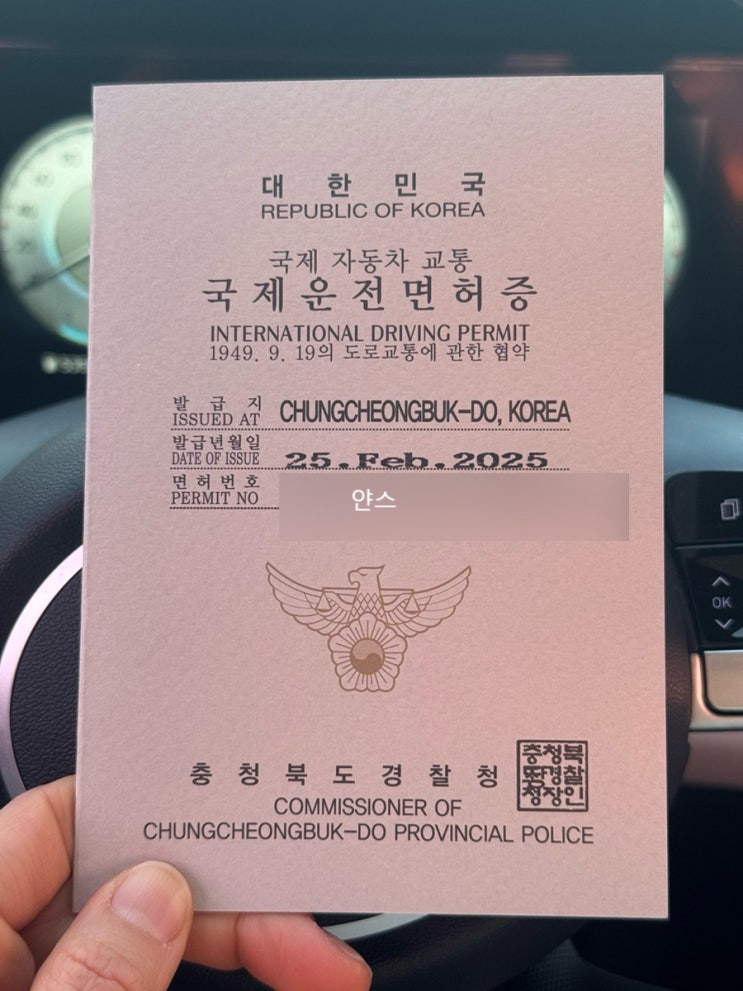 대 한 민 국
REPUBLIC OF KOREA
국제 자동차 교통
국 제 운 전 면 허 증
INTERNATIONAL DRIVING PERMIT
1949. 9. 19의 도로교통에 관한 협약
발 급 지
ISSUED AT CHUNGCHEONGBUK-DO, KOREA
발급년월일
DATE OF ISSUE 25.Feb.2025
면 허 번 호
PERMIT NO
얀스
충 청 북 도 경 찰 청
충청북
도경찰
청장인
COMMISSIONER OF
CHUNGCHEONGBUK-DO PROVINCIAL POLICE
OK